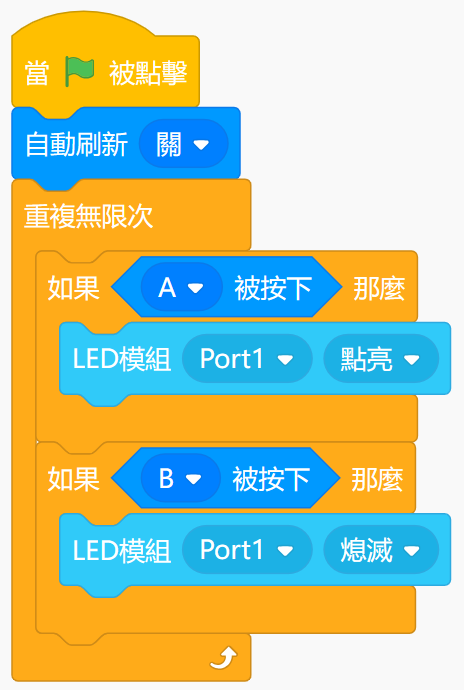 當 被點擊
自動刷新 關
重複無限次
如果 A 被按下 那麼
LED模組 Port1 點亮
如果 B 被按下 那麼
LED模組 Port1 熄滅